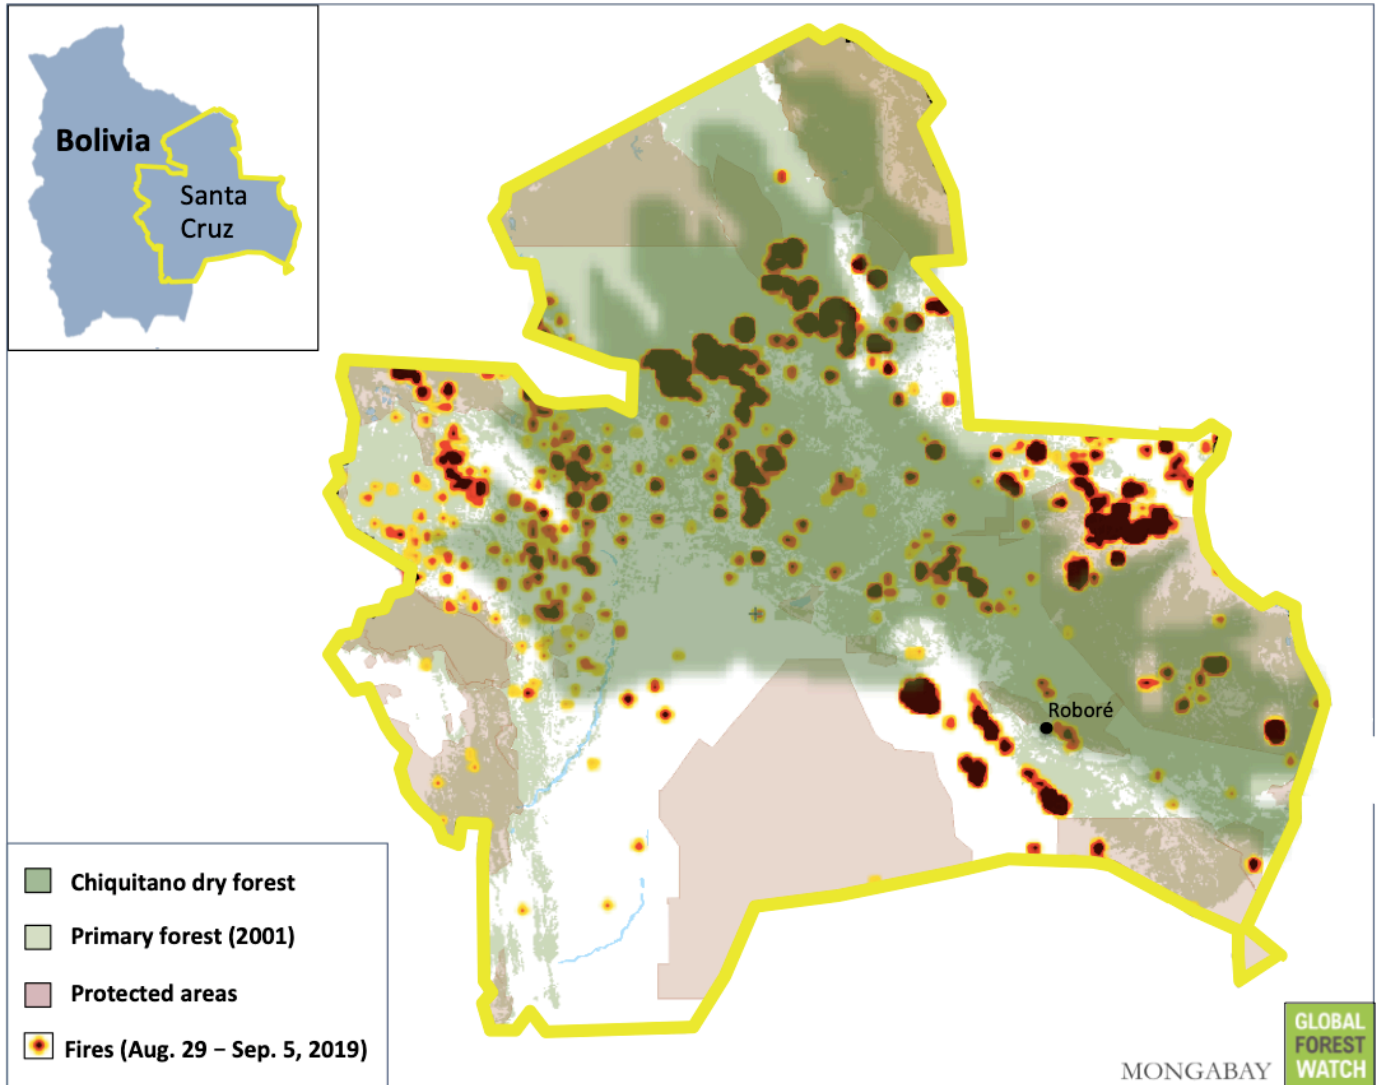 Bolivia
Santa
Cruz
Roboré
Chiquitano dry forest
Primary forest (2001)
Protected areas
Fires (Aug. 29 – Sep. 5, 2019)
MONGABAY
GLOBAL
FOREST
WATCH